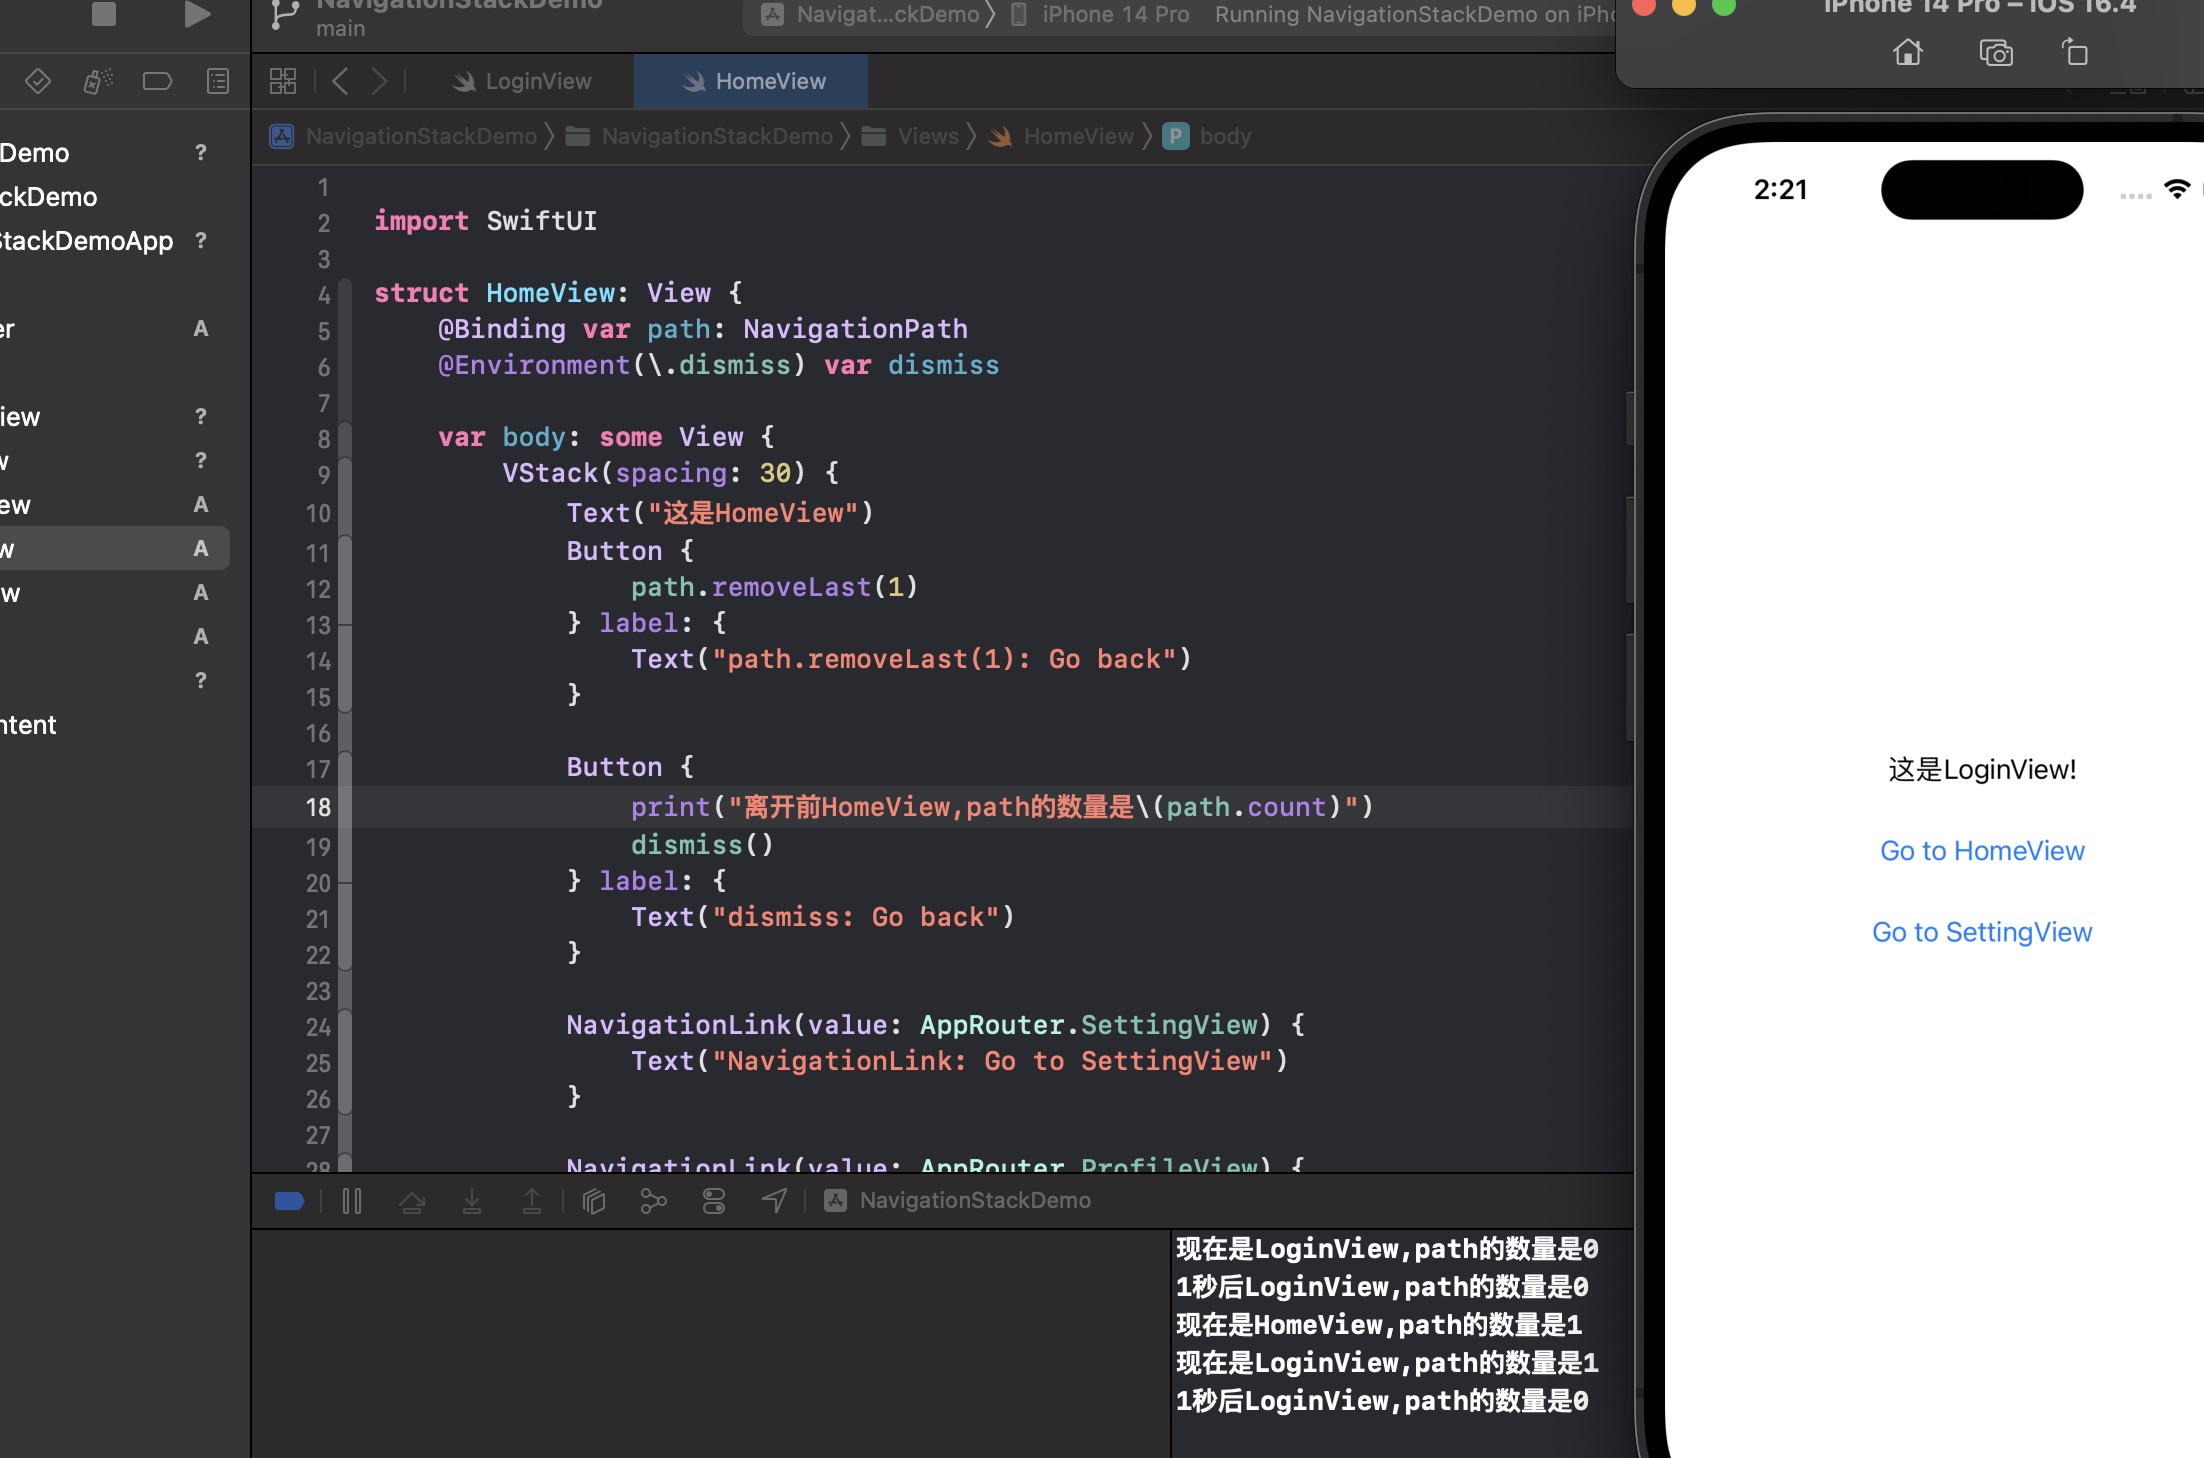 NavigationStackDemo
main
Navigat...ckDemo
iPhone 14 Pro
Running NavigationStackDemo on iPho
iPhone 14 Pro – iOS 16.4
LoginView
HomeView
NavigationStackDemo
NavigationStackDemo
Views
HomeView
P
body
Demo ?
ckDemo
StackDemoApp ?
er A
iew ?
w ?
ew A
w A
w A
A
?
ntent
1
2 import SwiftUI
3
4 struct HomeView: View {
5 @Binding var path: NavigationPath
6 @Environment(\.dismiss) var dismiss
7
8 var body: some View {
9 VStack(spacing: 30) {
10 Text("这是HomeView")
11 Button {
12 path.removeLast(1)
13 } label: {
14 Text("path.removeLast(1): Go back")
15 }
16
17 Button {
18 print("离开前HomeView,path的数量是\(path.count)")
19 dismiss()
20 } label: {
21 Text("dismiss: Go back")
22 }
23
24 NavigationLink(value: AppRouter.SettingView) {
25 Text("NavigationLink: Go to SettingView")
26 }
27
28 NavigationLink(value: AppRouter.ProfileView) {
NavigationStackDemo
现在是LoginView,path的数量是0
1秒后LoginView,path的数量是0
现在是HomeView,path的数量是1
现在是LoginView,path的数量是1
1秒后LoginView,path的数量是0
2:21
这是LoginView!
Go to HomeView
Go to SettingView